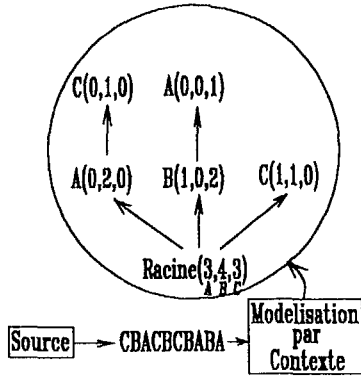 C(0,1,0) A(0,0,1)
A(0,2,0) B(1,0,2) C(1,1,0)
Racine(3,4,3)
A B C
Source CBACBCBABA Modelisation
par
Contexte